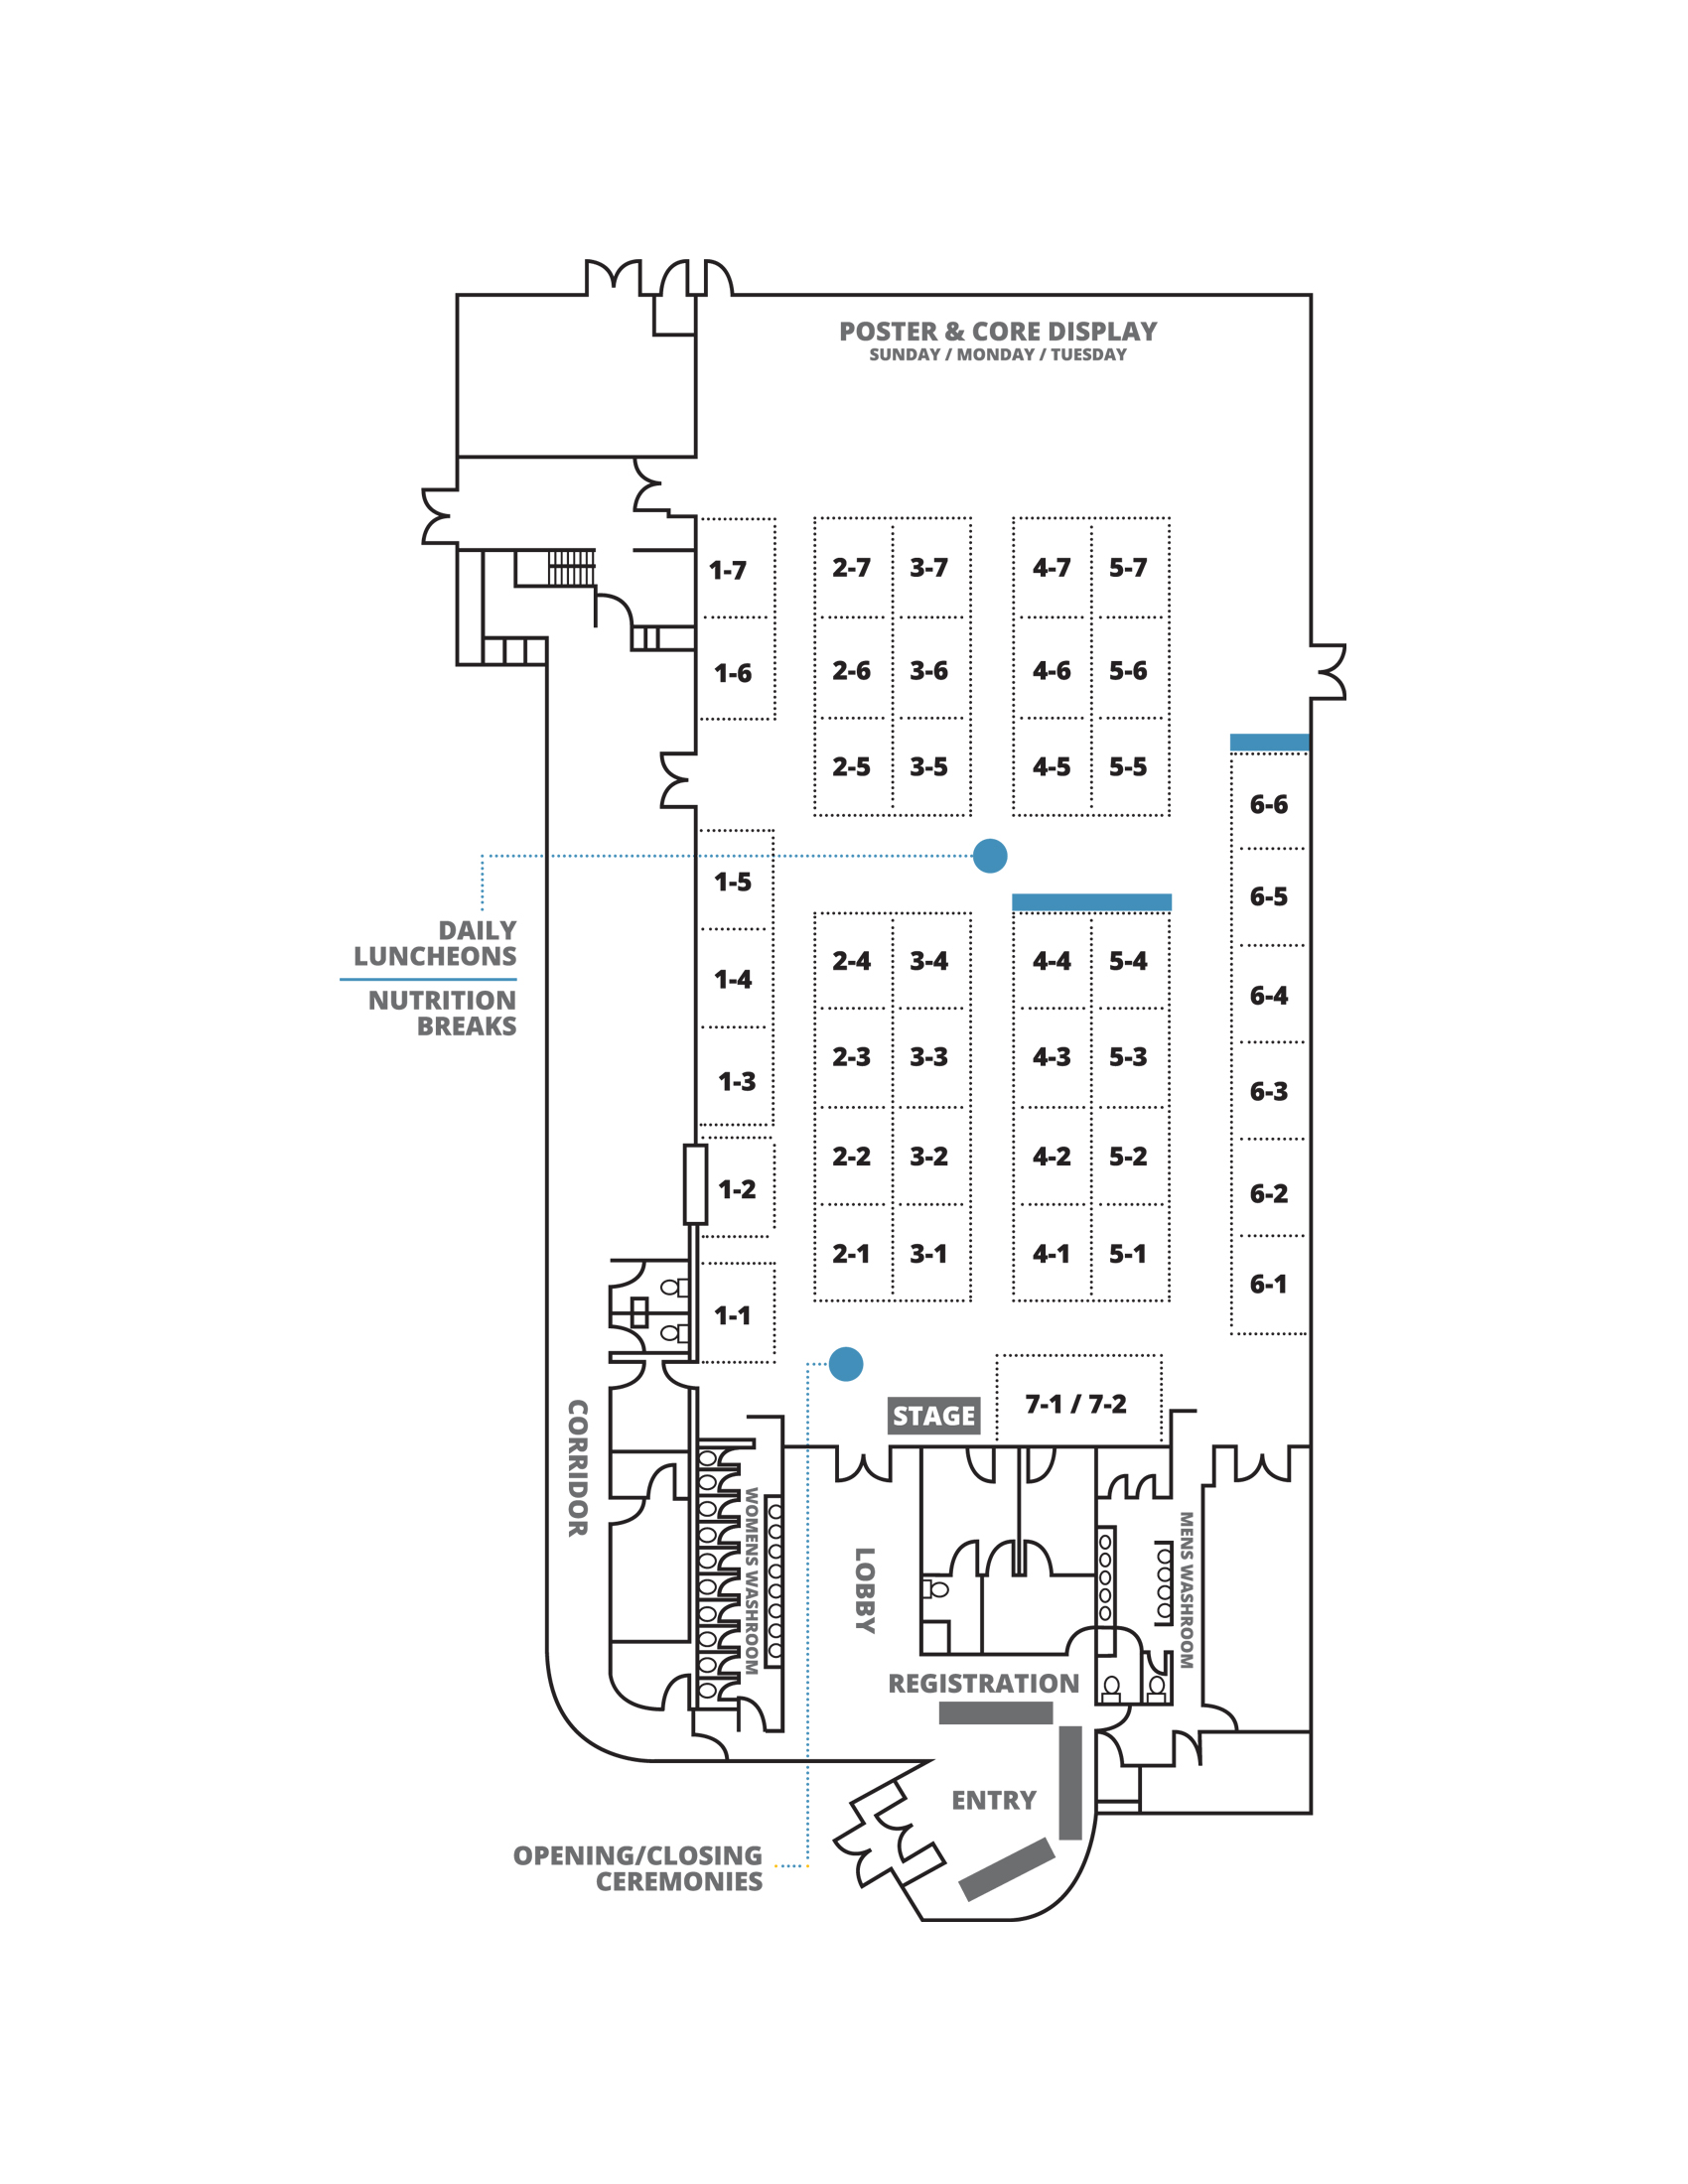 POSTER & CORE DISPLAY
SUNDAY / MONDAY / TUESDAY
1-7
2-7
3-7
4-7
5-7
1-6
2-6
3-6
4-6
5-6
2-5
3-5
4-5
5-5
6-6
1-5
6-5
DAILY
LUNCHEONS
NUTRITION
BREAKS
1-4
2-4
3-4
4-4
5-4
6-4
1-3
2-3
3-3
4-3
5-3
6-3
1-2
2-2
3-2
4-2
5-2
6-2
1-1
2-1
3-1
4-1
5-1
6-1
STAGE
7-1 / 7-2
CORRIDOR
WOMENS WASHROOM
LOBBY
MENS WASHROOM
REGISTRATION
ENTRY
OPENING/CLOSING
CEREMONIES